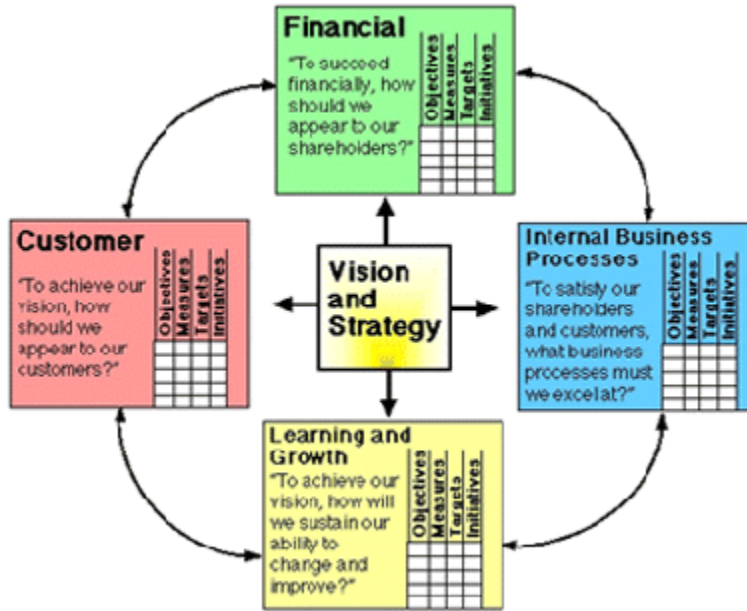 Financial
"To succeed
financially, how
should we
appear to our
shareholders?"
Objectives
Measures
Targets
Initiatives
Customer
"To achieve our
vision, how
should we
appear to our
customers?"
Objectives
Measures
Targets
Initiatives
Vision
and
Strategy
Internal Business
Processes
"To satisfy our
shareholders
and customers,
what business
processes must
we excel at?"
Objectives
Measures
Targets
Initiatives
Learning and
Growth
"To achieve our
vision, how will
we sustain our
ability to
change and
improve?"
Objectives
Measures
Targets
Initiatives